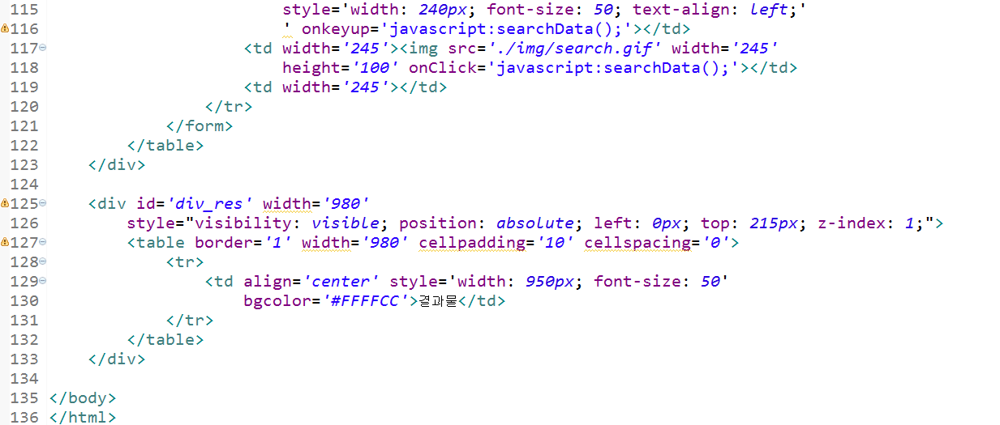 115 style='width: 240px; font-size: 50; text-align: left;'
116 ' onkeyup='javascript:searchData();'></td>
117 <td width='245'><img src='./img/search.gif' width='245'
118 height='100' onClick='javascript:searchData();'></td>
119 <td width='245'></td>
120 </tr>
121 </form>
122 </table>
123 </div>
124
125 <div id='div_res' width='980'
126 style="visibility: visible; position: absolute; left: 0px; top: 215px; z-index: 1;">
127 <table border='1' width='980' cellpadding='10' cellspacing='0'>
128 <tr>
129 <td align='center' style='width: 950px; font-size: 50'
130 bgcolor='#FFFFCC'>결과물</td>
131 </tr>
132 </table>
133 </div>
134
135 </body>
136 </html>